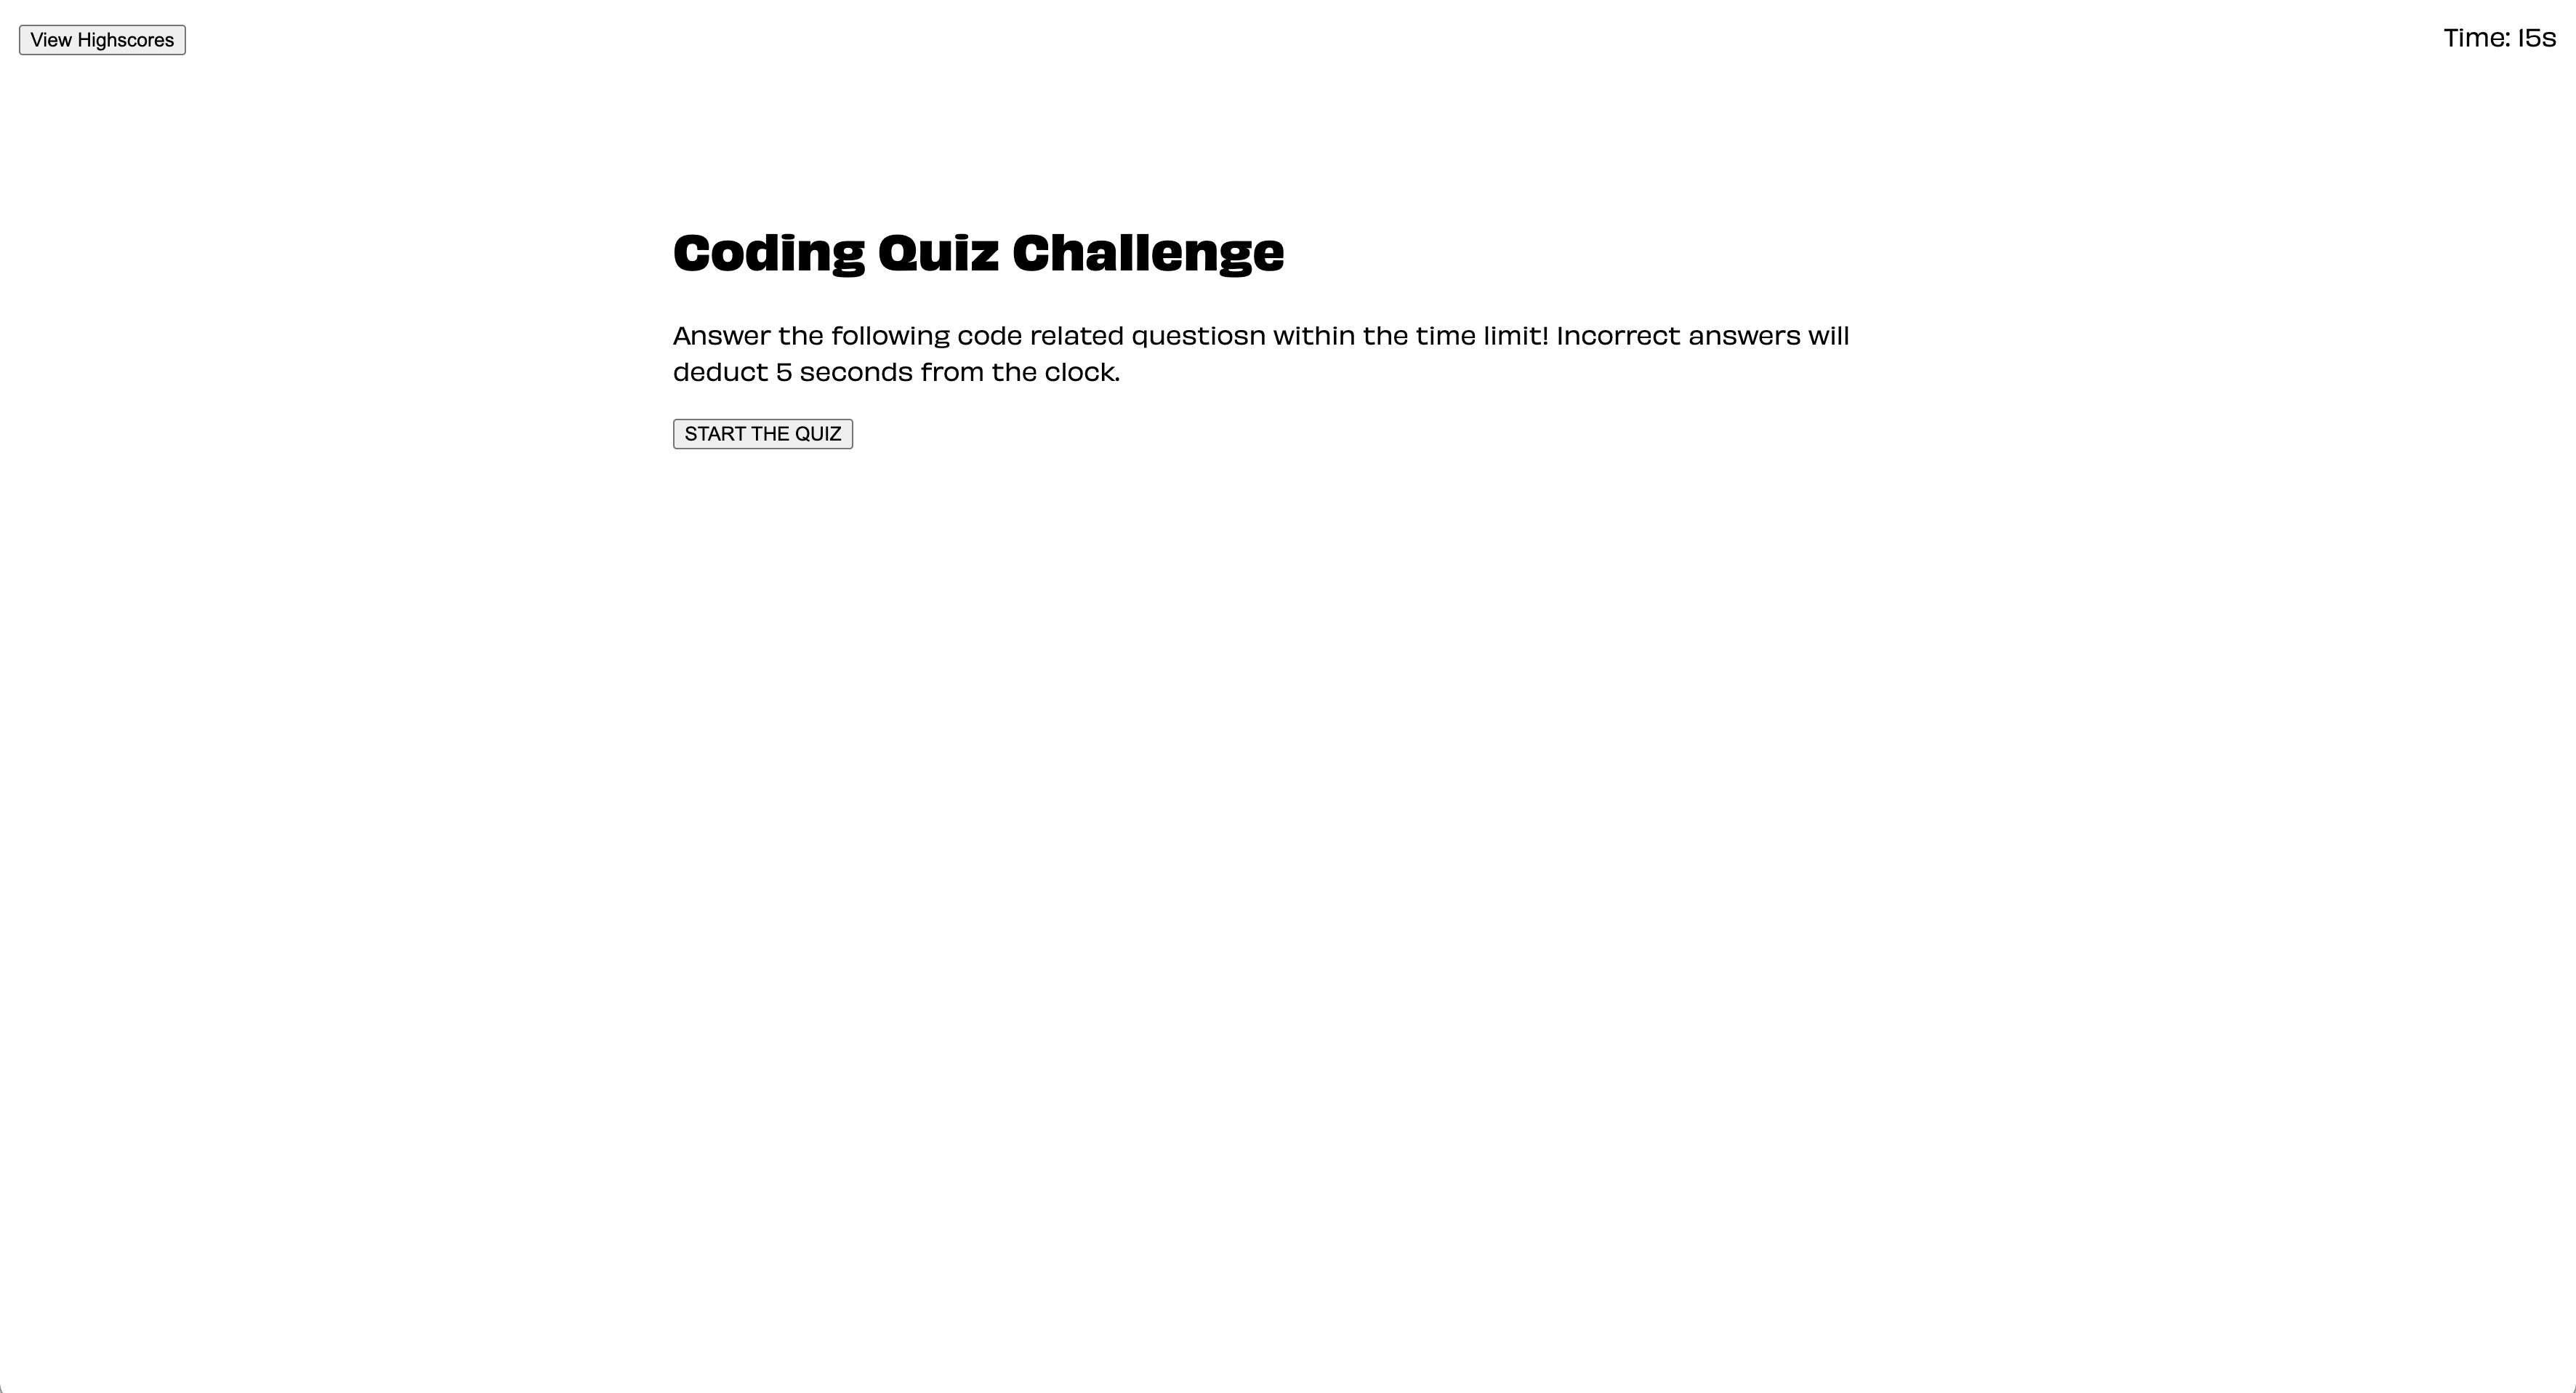 View Highscores
Time: 15s
Coding Quiz Challenge
Answer the following code related questiosn within the time limit! Incorrect answers will
deduct 5 seconds from the clock.
START THE QUIZ